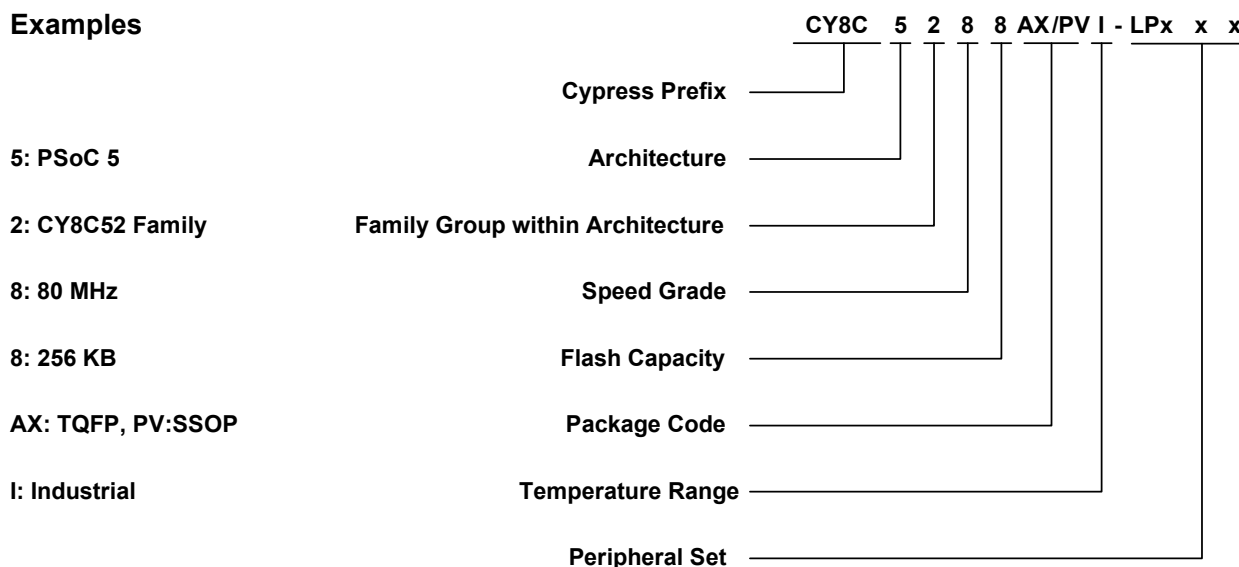 Examples CY8C 5 2 8 8 AX/PV I - LPx x x
Cypress Prefix
5: PSoC 5 Architecture
2: CY8C52 Family Family Group within Architecture
8: 80 MHz Speed Grade
8: 256 KB Flash Capacity
AX: TQFP, PV:SSOP Package Code
I: Industrial Temperature Range
Peripheral Set